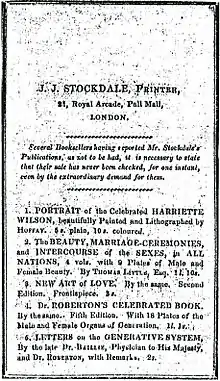 J. J. STOCKDALE, PRINTER,
21, Royal Arcade, Pall Mall,
LONDON.
Several Booksellers having reported Mr. Stockdale's
Publications, as not to be had, it is necessary to state
that their sale has never been checked, for one instant,
even by the extraordinary demand for them.
1. PORTRAIT of the Celebrated HARRIETTE
WILSON, beautifully Painted and Lithographed by
HOFFAY. 5s. plain, 10s. coloured.
2. The BEAUTY, MARRIAGE-CEREMONIES,
and INTERCOURSE of the SEXES, in ALL
NATIONS, 4 vols. with 9 Plates of Male and
Female Beauty. By THOMAS LITTLE, Esq. 1l. 10s.
3. NEW ART of LOVE. By the same. Second
Edition. Frontispiece. 3s.
4. Dr. ROBERTON'S CELEBRATED BOOK.
By the same. Fifth Edition. With 18 Plates of the
Male and Female Organs of Generation. 1l. 1s.
5. LETTERS on the GENERATIVE SYSTEM,
By the late Dr. BAILLIE, Physician to His Majesty,
and Dr. ROBERTON, with Remarks. 2s.